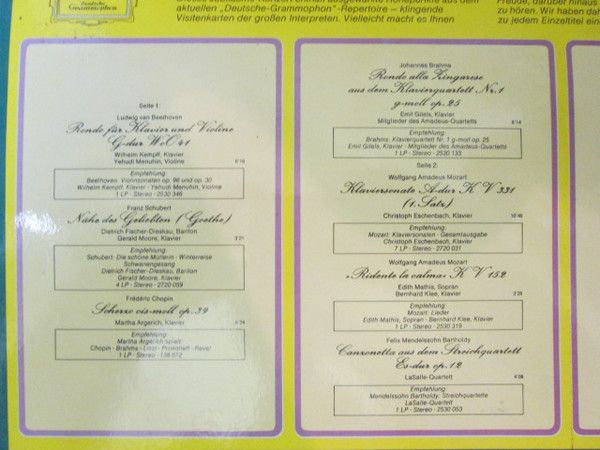 Deutsche
Grammophon
aktuellen „Deutsche-Grammophon“-Repertoire – klingende
Visitenkarten der großen Interpreten. Vielleicht macht es Ihnen
Freude, darüber hinaus
zu hören. Wir haben
zu jedem Einzeltitel
Seite 1:
Ludwig van Beethoven
Rondo für Klavier und Violine
G-dur WoO 41
Wilhelm Kempff, Klavier
Yehudi Menuhin, Violine
Empfehlung:
Beethoven: Violinsonaten op. 96 und op. 30
Wilhelm Kempff, Klavier · Yehudi Menuhin, Violine
1 LP · Stereo · 2530 346
Franz Schubert
Nähe des Geliebten (Goethe)
Dietrich Fischer-Dieskau, Bariton
Gerald Moore, Klavier
Empfehlung:
Schubert: Die schöne Müllerin · Winterreise
Schwanengesang
Dietrich Fischer-Dieskau, Bariton
Gerald Moore, Klavier
4 LP · Stereo · 2720 059
Frédéric Chopin
Scherzo cis-moll op. 39
Martha Argerich, Klavier
Empfehlung:
Martha Argerich spielt
Chopin · Brahms · Liszt · Prokofieff · Ravel
1 LP · Stereo · 138 672
Johannes Brahms
Rondo alla Zingarese
aus dem Klavierquartett Nr. 1
g-moll op. 25
Emil Gilels, Klavier
Mitglieder des Amadeus-Quartetts
8'14
Empfehlung:
Brahms: Klavierquartett Nr. 1 g-moll op. 25
Emil Gilels, Klavier · Mitglieder des Amadeus-Quartetts
1 LP · Stereo · 2530 133
Seite 2:
Wolfgang Amadeus Mozart
Klaviersonate A-dur KV 331
(1. Satz)
Christoph Eschenbach, Klavier
Empfehlung:
Mozart: Klaviersonaten · Gesamtausgabe
Christoph Eschenbach, Klavier
7 LP · Stereo · 2720 031
Wolfgang Amadeus Mozart
»Ridente la calma« KV 152
Edith Mathis, Sopran
Bernhard Klee, Klavier
Empfehlung:
Mozart: Lieder
Edith Mathis, Sopran · Bernhard Klee, Klavier
1 LP · Stereo · 2530 319
Felix Mendelssohn Bartholdy
Canzonetta aus dem Streichquartett
Es-dur op. 12
LaSalle-Quartett
Empfehlung:
Mendelssohn Bartholdy: Streichquartette
LaSalle-Quartett
1 LP · Stereo · 2530 053